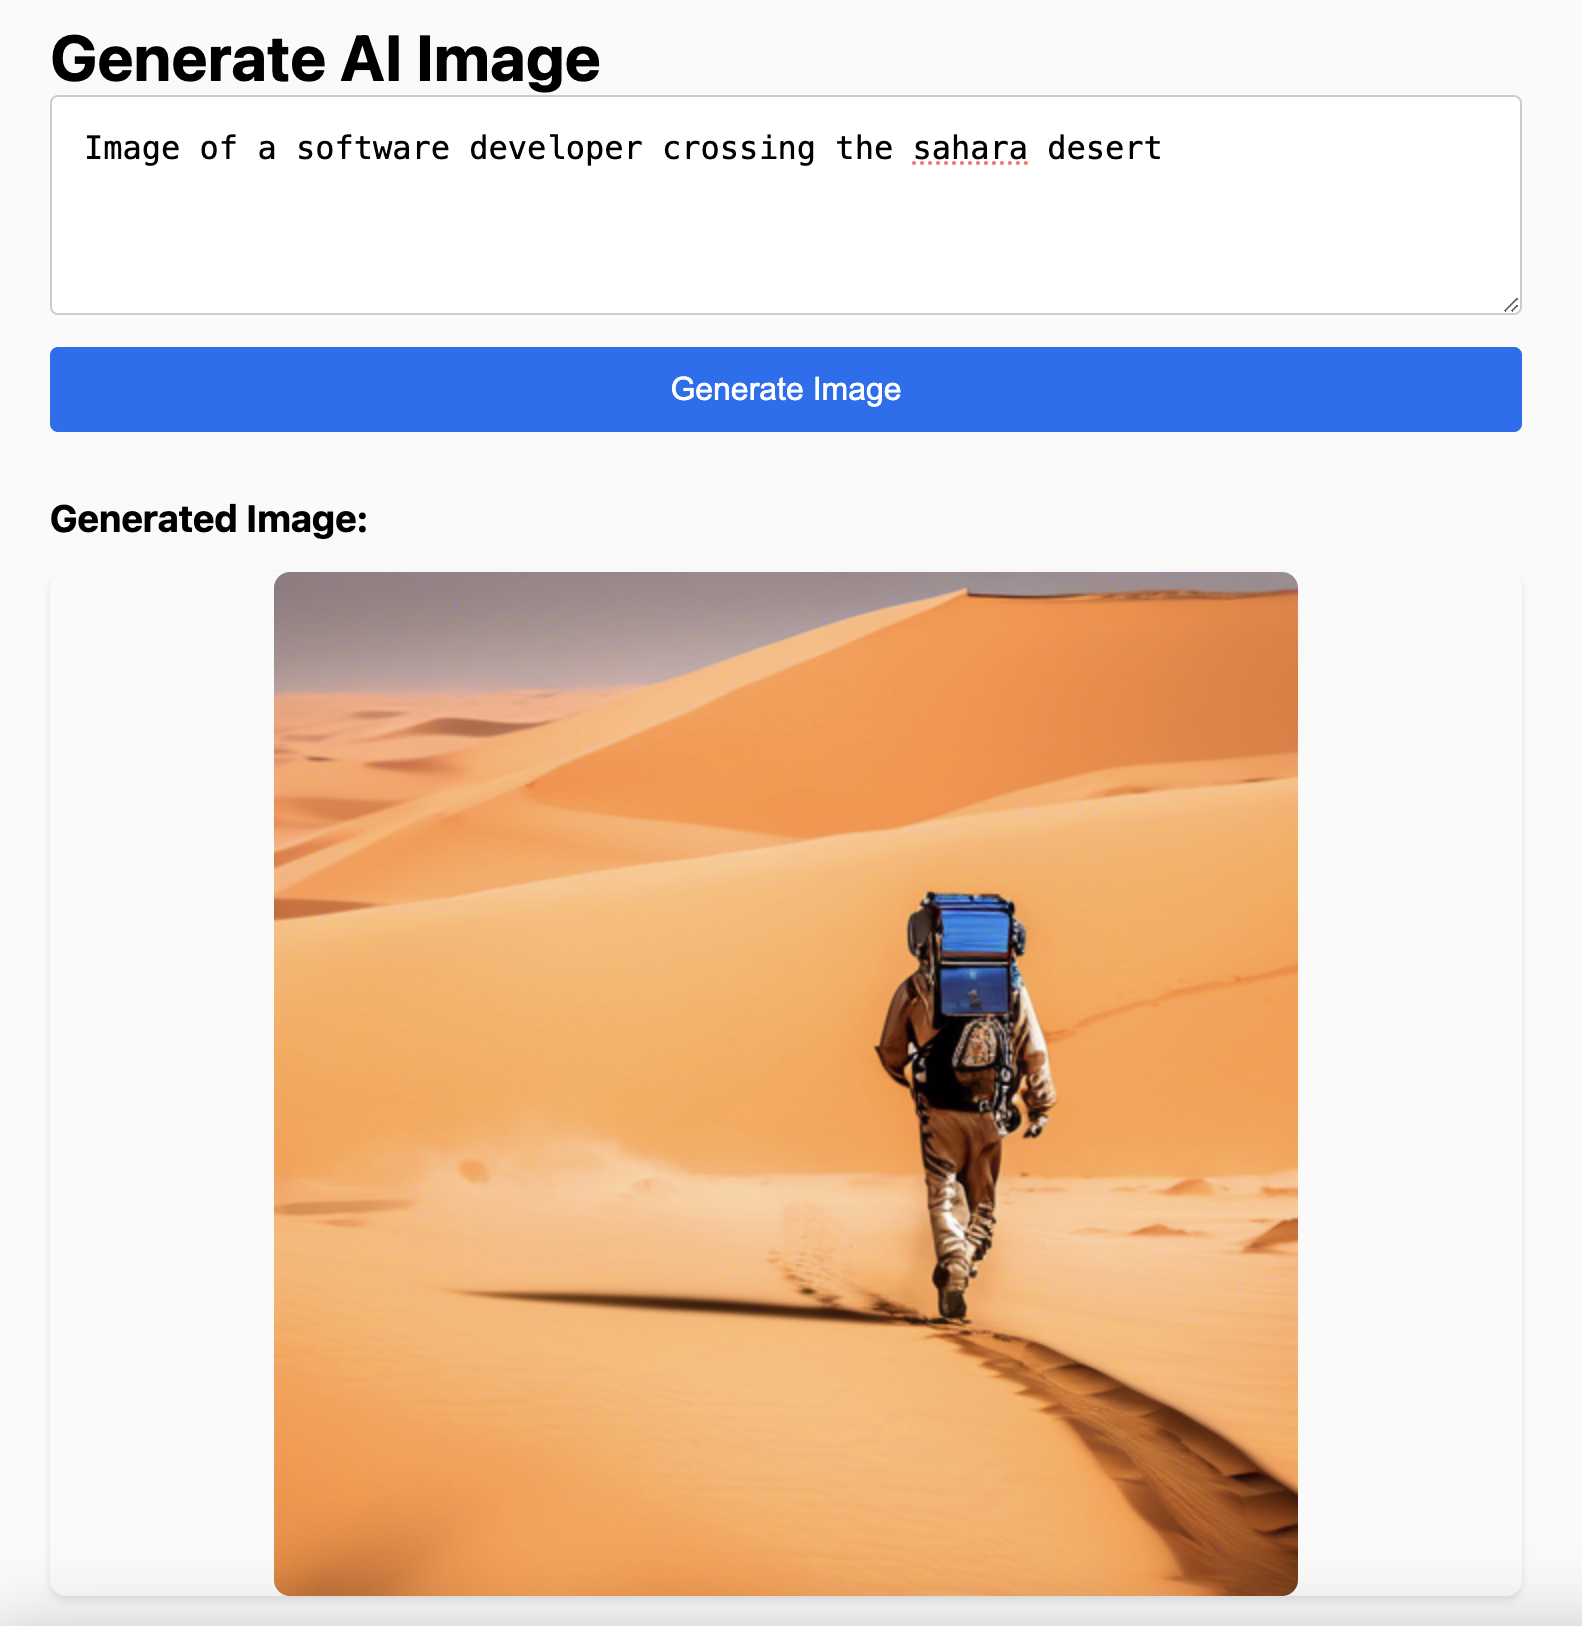 Generate AI Image
Image of a software developer crossing the sahara desert
Generate Image
Generated Image: